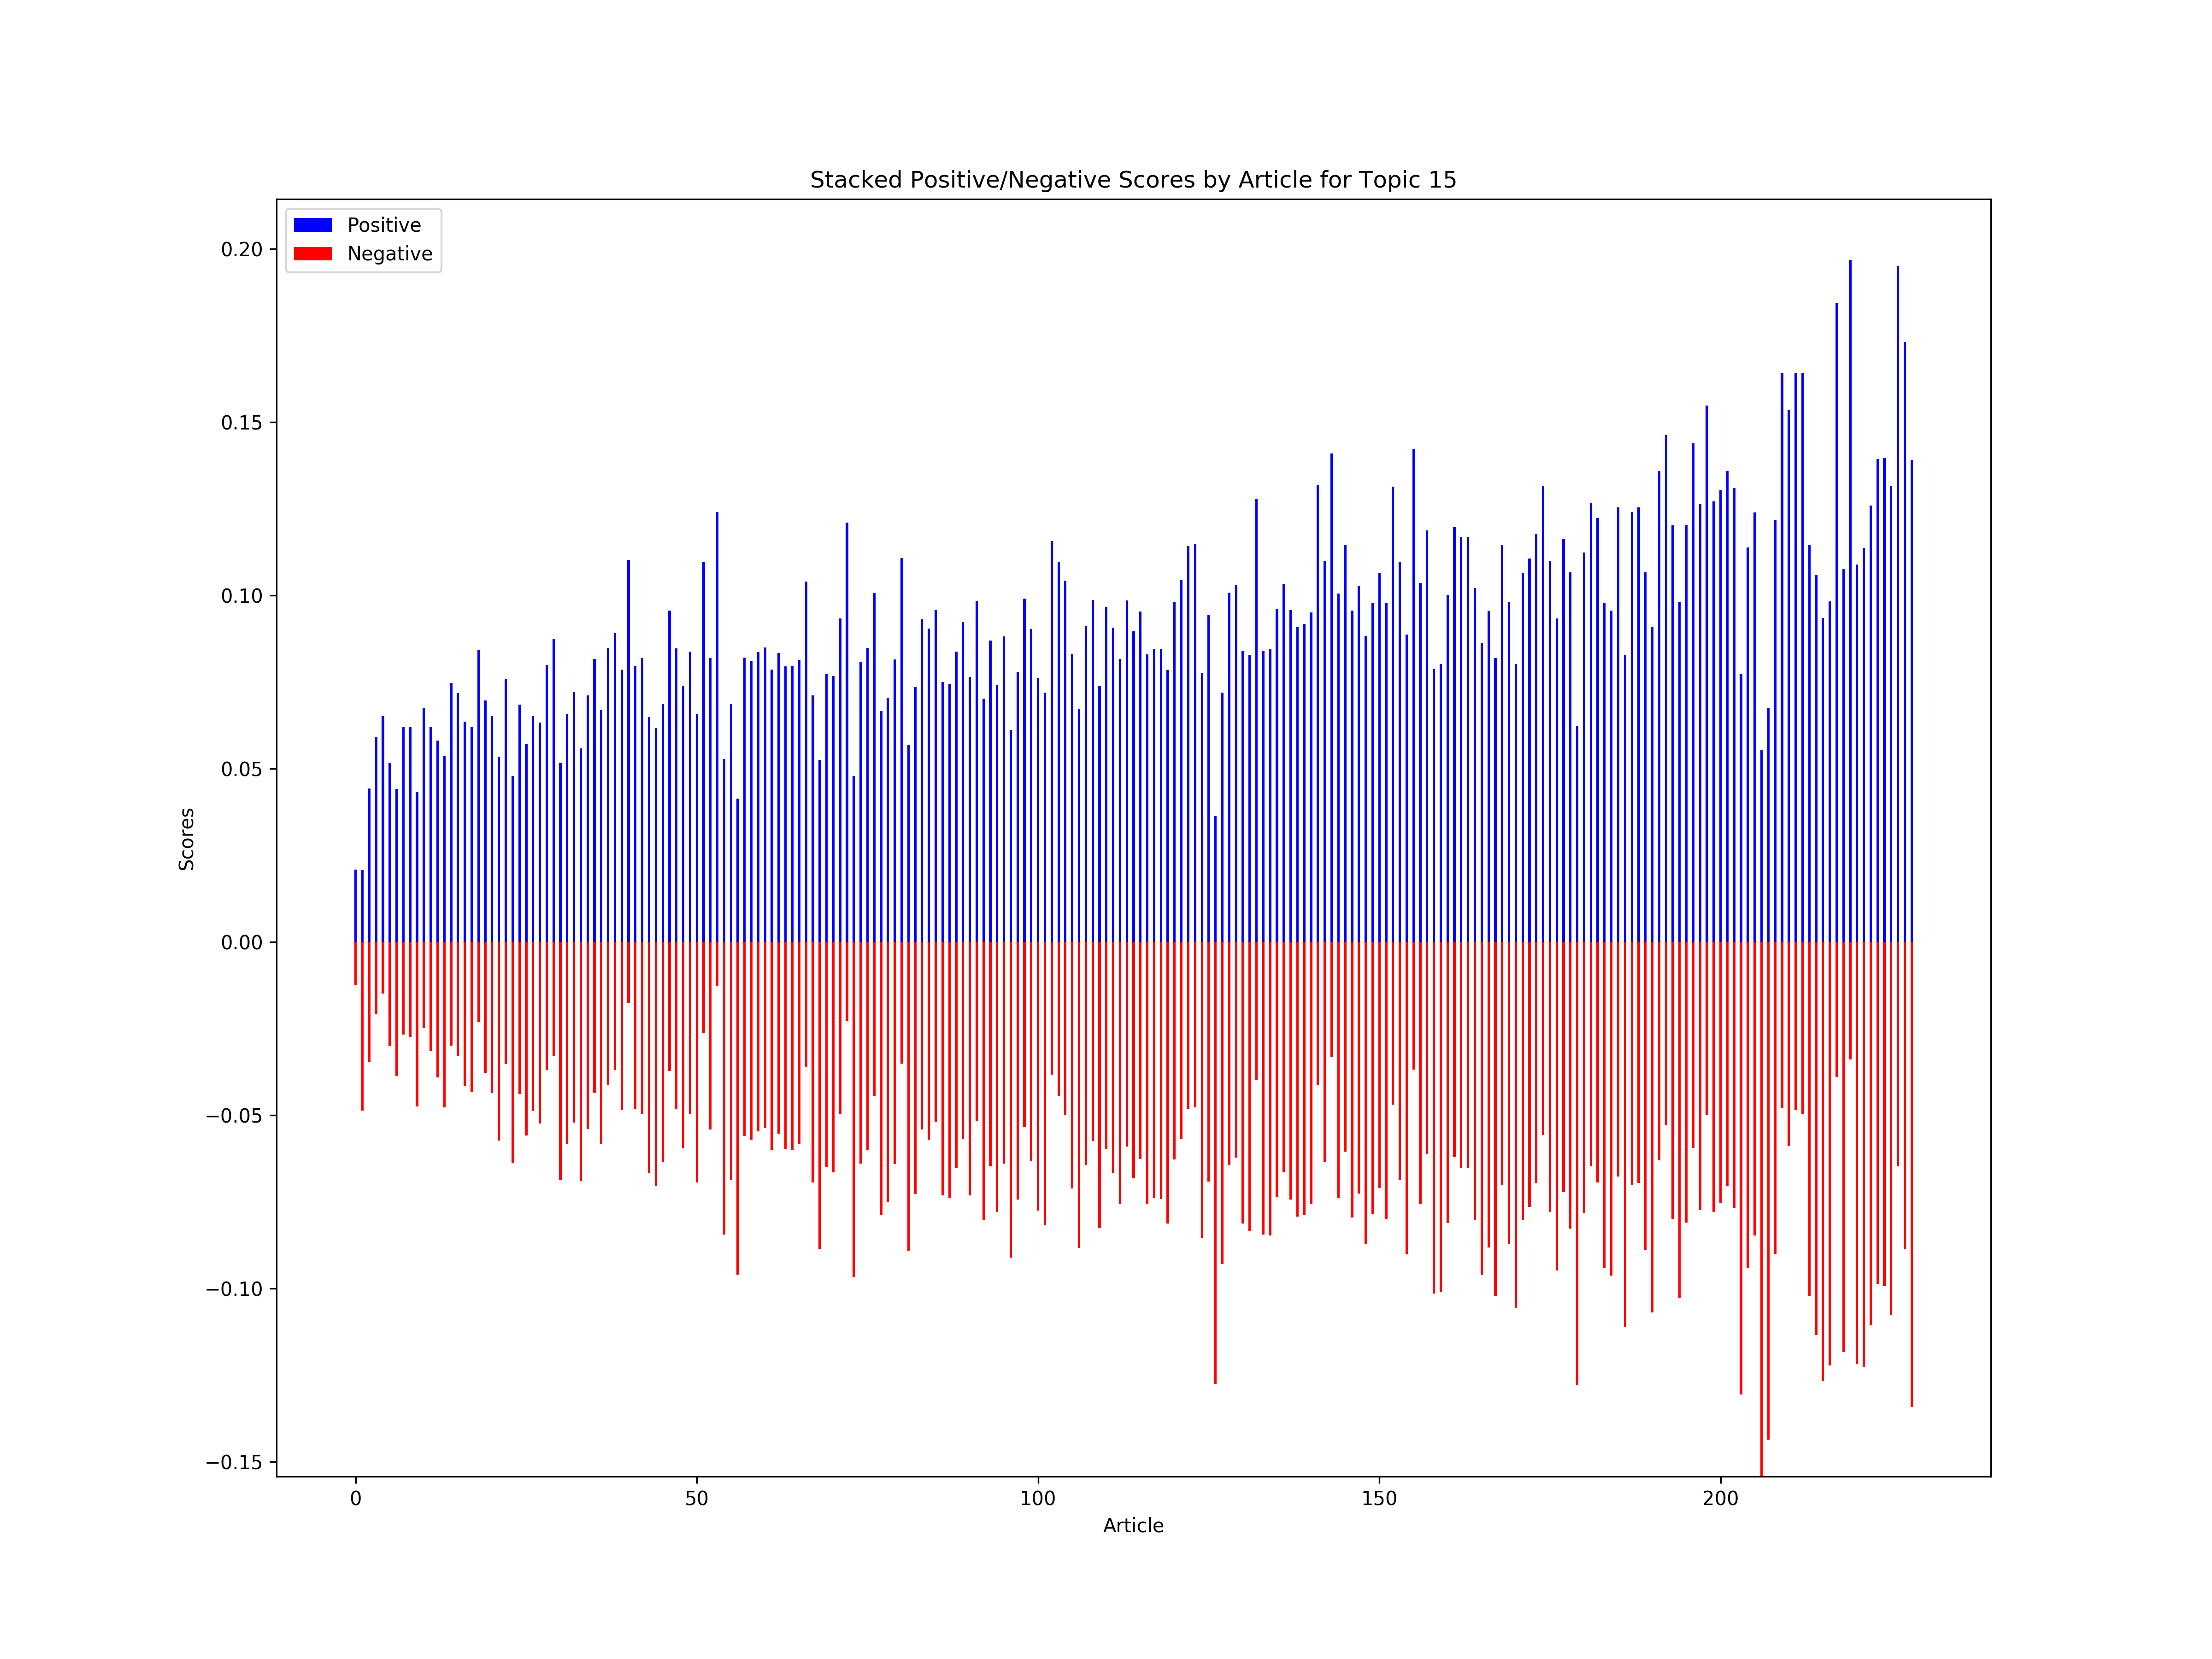 Stacked Positive/Negative Scores by Article for Topic 15
Positive
Negative
0.20
0.15
0.10
0.05
0.00
−0.05
−0.10
−0.15
Scores
0 50 100 150 200
Article